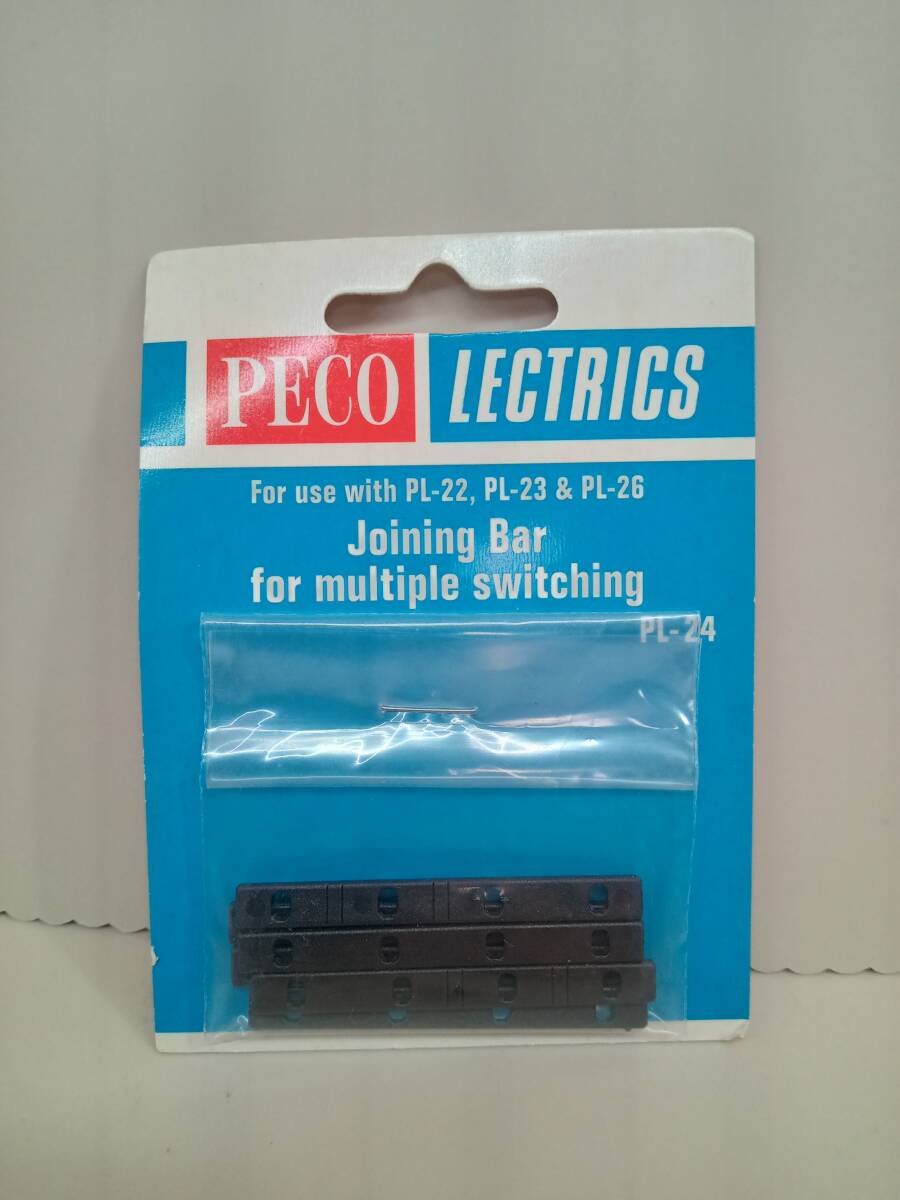 PECO LECTRICS
For use with PL-22, PL-23 & PL-26
Joining Bar
for multiple switching
PL-24